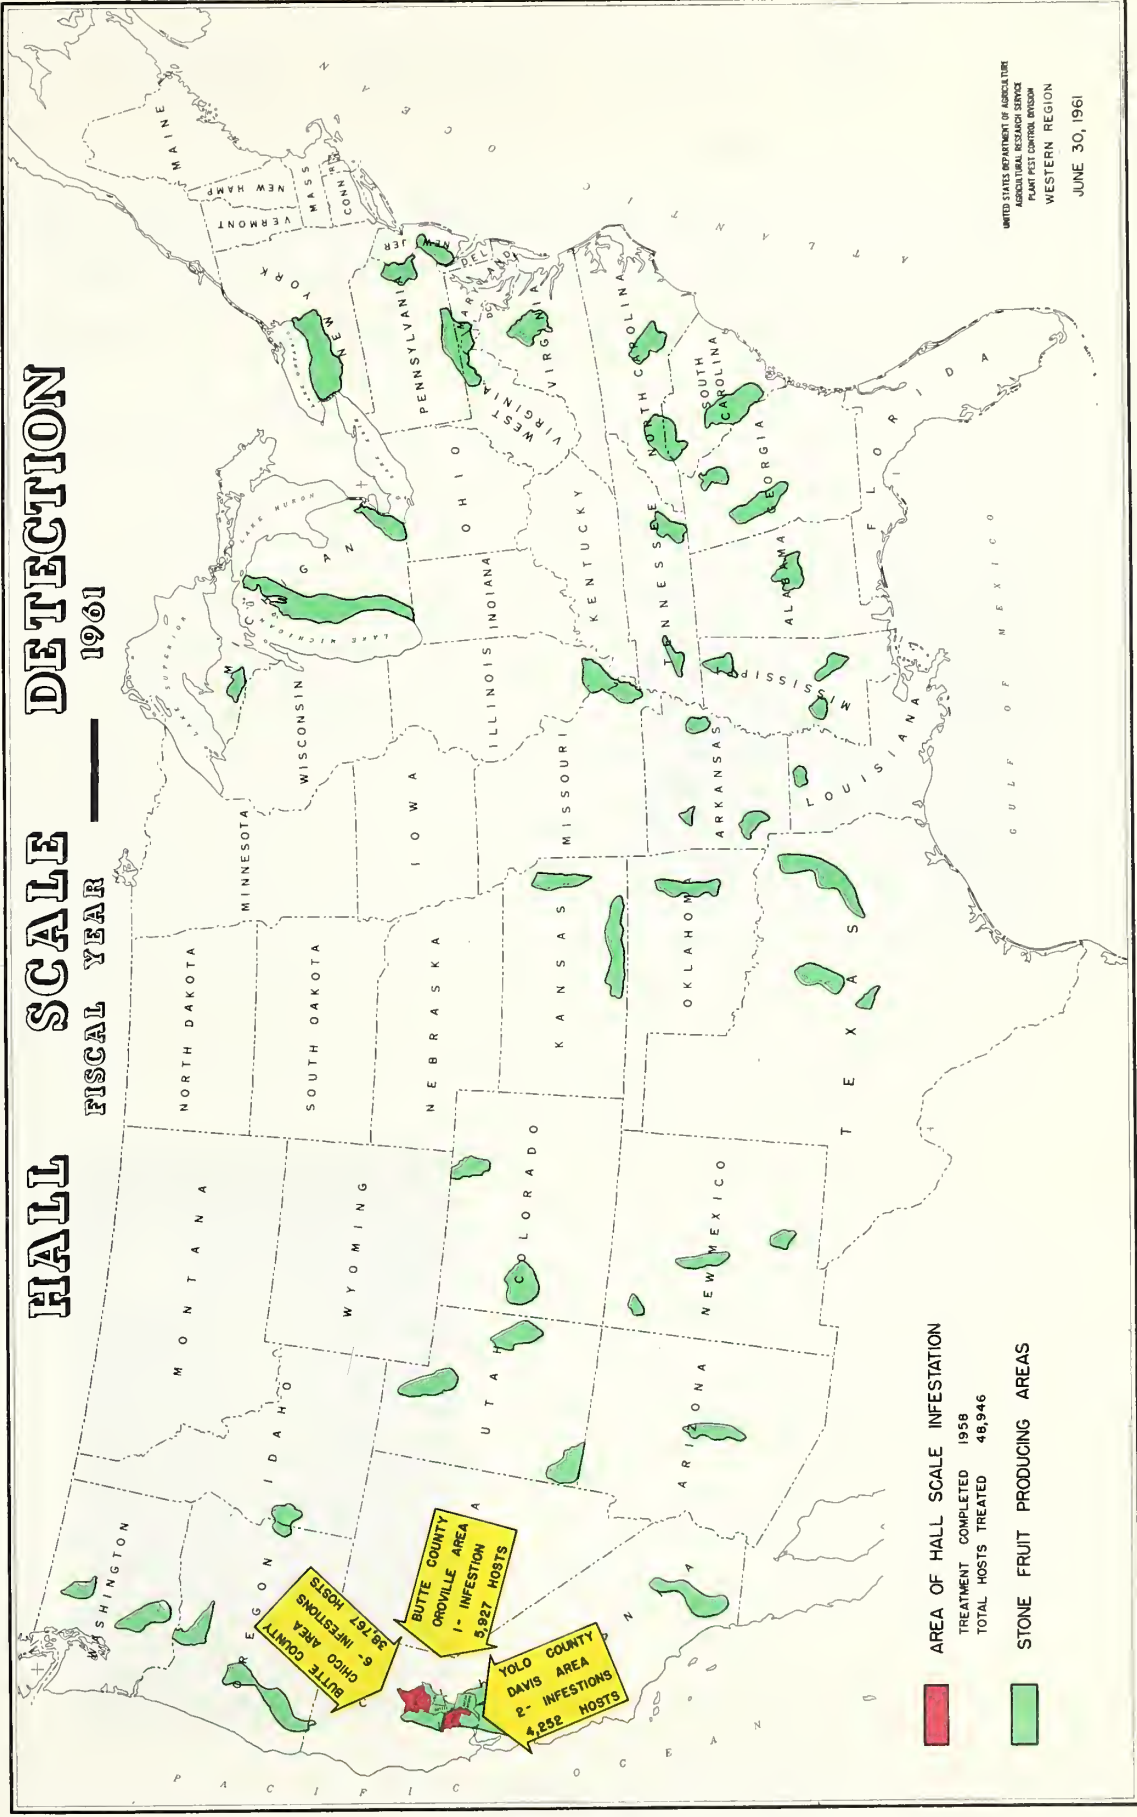 HALL SCALE — DETECTION
FISCAL YEAR 1961
WASHINGTON
OREGON
IDAHO
MONTANA
WYOMING
UTAH
COLORADO
ARIZONA
NEW MEXICO
NORTH DAKOTA
SOUTH DAKOTA
NEBRASKA
KANSAS
OKLAHOMA
TEXAS
MINNESOTA
IOWA
MISSOURI
ARKANSAS
LOUISIANA
WISCONSIN
ILLINOIS
INDIANA
OHIO
KENTUCKY
TENNESSEE
MISSISSIPPI
ALABAMA
GEORGIA
FLORIDA
SOUTH
CAROLINA
NORTH CAROLINA
VIRGINIA
WEST
VIRGINIA
PENNSYLVANIA
NEW YORK
NEW JER
DEL
VERMONT
NEW HAMP
MASS
CONN
MAINE
LAKE SUPERIOR
LAKE MICHIGAN
LAKE HURON
GULF OF MEXICO
PACIFIC
OCEAN
BUTTE COUNTY
CHICO AREA
6- INFESTIONS
38,767 HOSTS
BUTTE COUNTY
OROVILLE AREA
1- INFESTION
5,927 HOSTS
YOLO COUNTY
DAVIS AREA
2- INFESTIONS
4,252 HOSTS
AREA OF HALL SCALE INFESTATION
TREATMENT COMPLETED 1958
TOTAL HOSTS TREATED 48,946
STONE FRUIT PRODUCING AREAS
UNITED STATES DEPARTMENT OF AGRICULTURE
AGRICULTURAL RESEARCH SERVICE
PLANT PEST CONTROL DIVISION
WESTERN REGION
JUNE 30, 1961